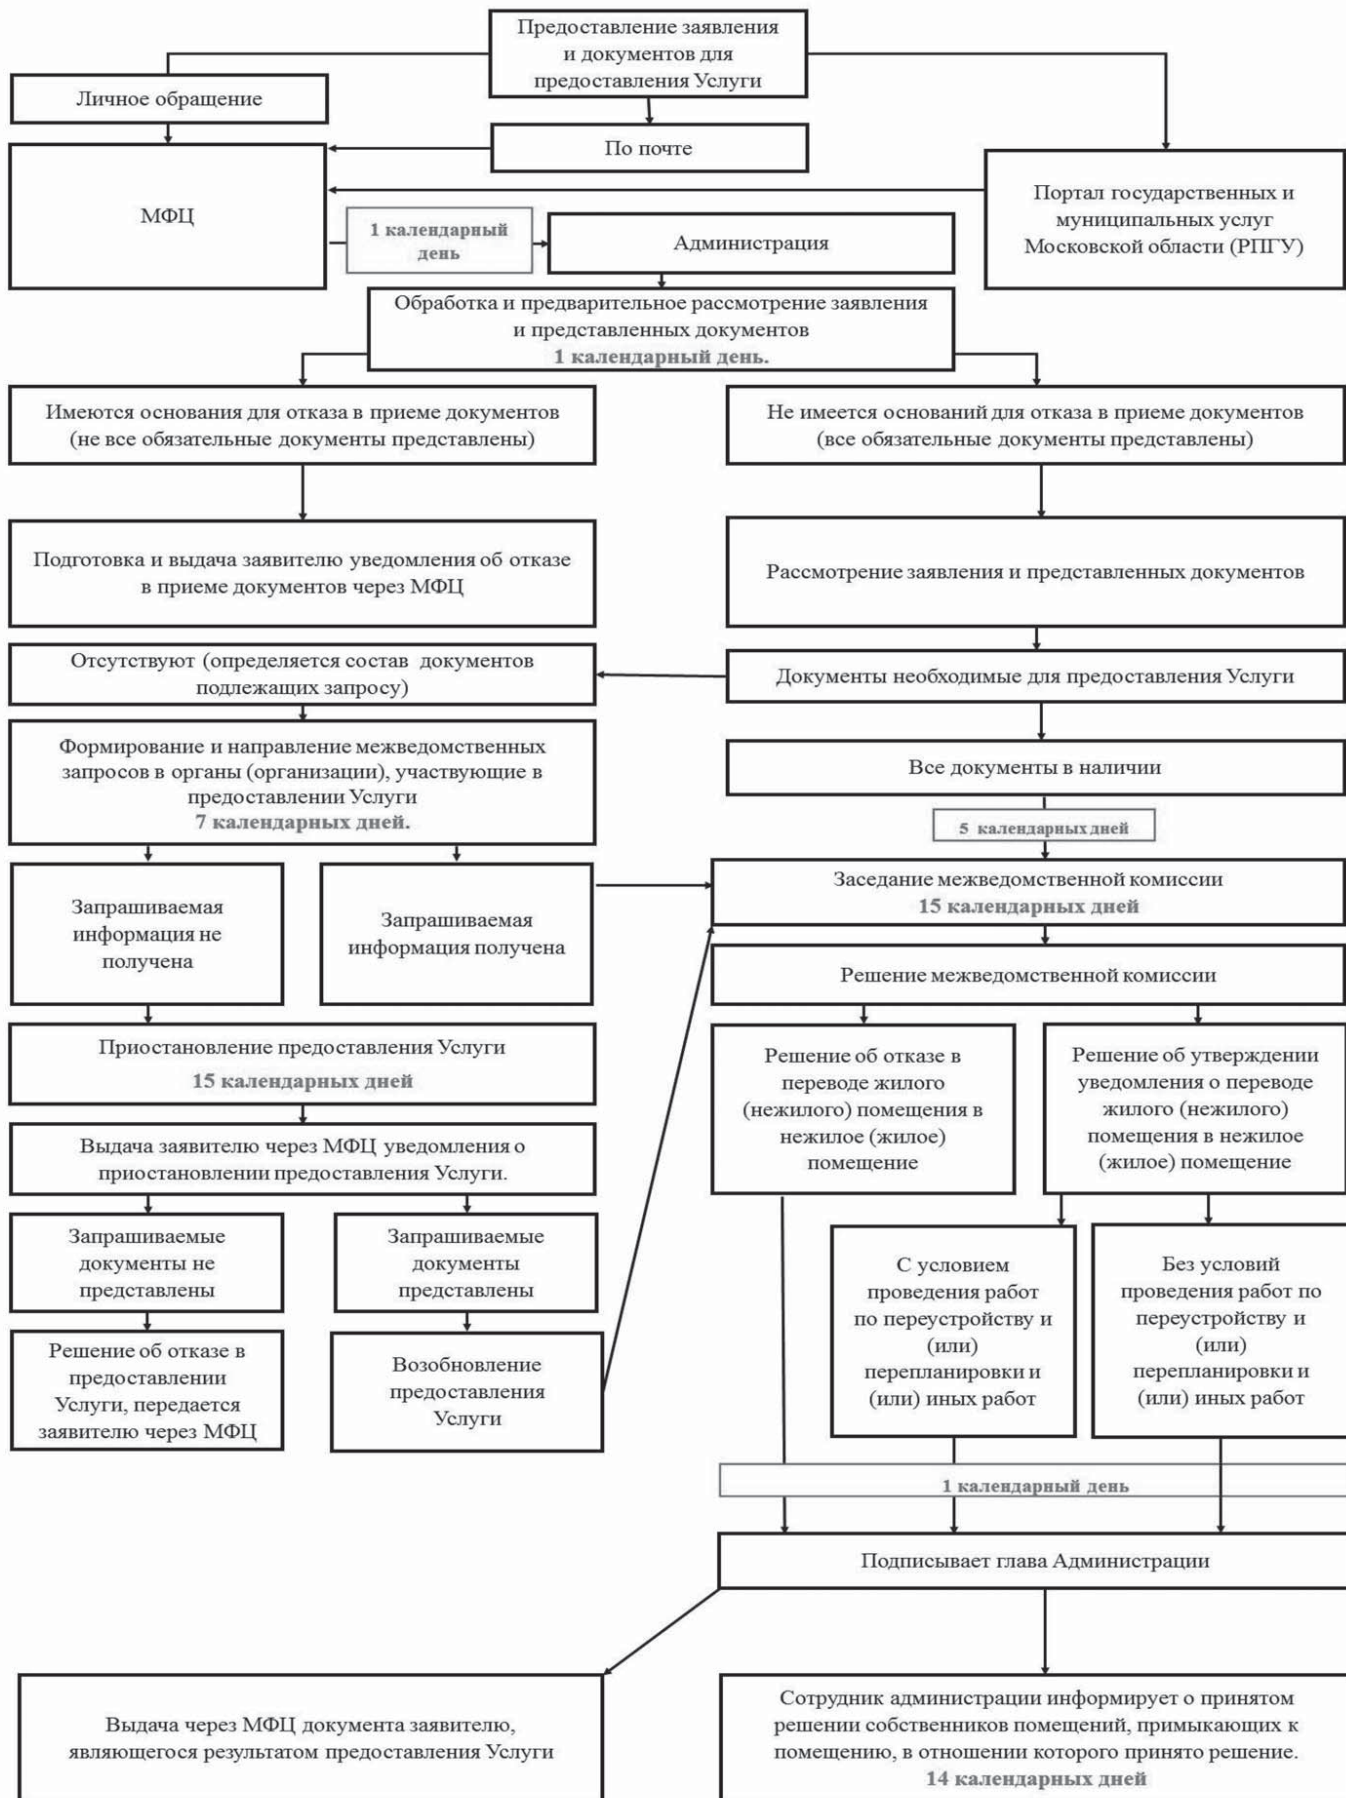 Предоставление заявления
и документов для
предоставления Услуги
Личное обращение
По почте
МФЦ
Портал государственных и
муниципальных услуг
Московской области (РПГУ)
1 календарный
день
Администрация
Обработка и предварительное рассмотрение заявления
и представленных документов
1 календарный день.
Имеются основания для отказа в приеме документов
(не все обязательные документы представлены)
Не имеется оснований для отказа в приеме документов
(все обязательные документы представлены)
Подготовка и выдача заявителю уведомления об отказе
в приеме документов через МФЦ
Рассмотрение заявления и представленных документов
Отсутствуют (определяется состав документов
подлежащих запросу)
Документы необходимые для предоставления Услуги
Формирование и направление межведомственных
запросов в органы (организации), участвующие в
предоставлении Услуги
7 календарных дней.
Все документы в наличии
5 календарных дней
Запрашиваемая
информация не
получена
Запрашиваемая
информация получена
Заседание межведомственной комиссии
15 календарных дней
Решение межведомственной комиссии
Приостановление предоставления Услуги
15 календарных дней
Решение об отказе в
переводе жилого
(нежилого) помещения в
нежилое (жилое)
помещение
Решение об утверждении
уведомления о переводе
жилого (нежилого)
помещения в нежилое
(жилое) помещение
Выдача заявителю через МФЦ уведомления о
приостановлении предоставления Услуги.
Запрашиваемые
документы не
представлены
Запрашиваемые
документы
представлены
С условием
проведения работ
по переустройству и
(или)
перепланировки и
(или) иных работ
Без условий
проведения работ по
переустройству и
(или)
перепланировки и
(или) иных работ
Решение об отказе в
предоставлении
Услуги, передается
заявителю через МФЦ
Возобновление
предоставления
Услуги
1 календарный день
Подписывает глава Администрации
Выдача через МФЦ документа заявителю,
являющегося результатом предоставления Услуги
Сотрудник администрации информирует о принятом
решении собственников помещений, примыкающих к
помещению, в отношении которого принято решение.
14 календарных дней